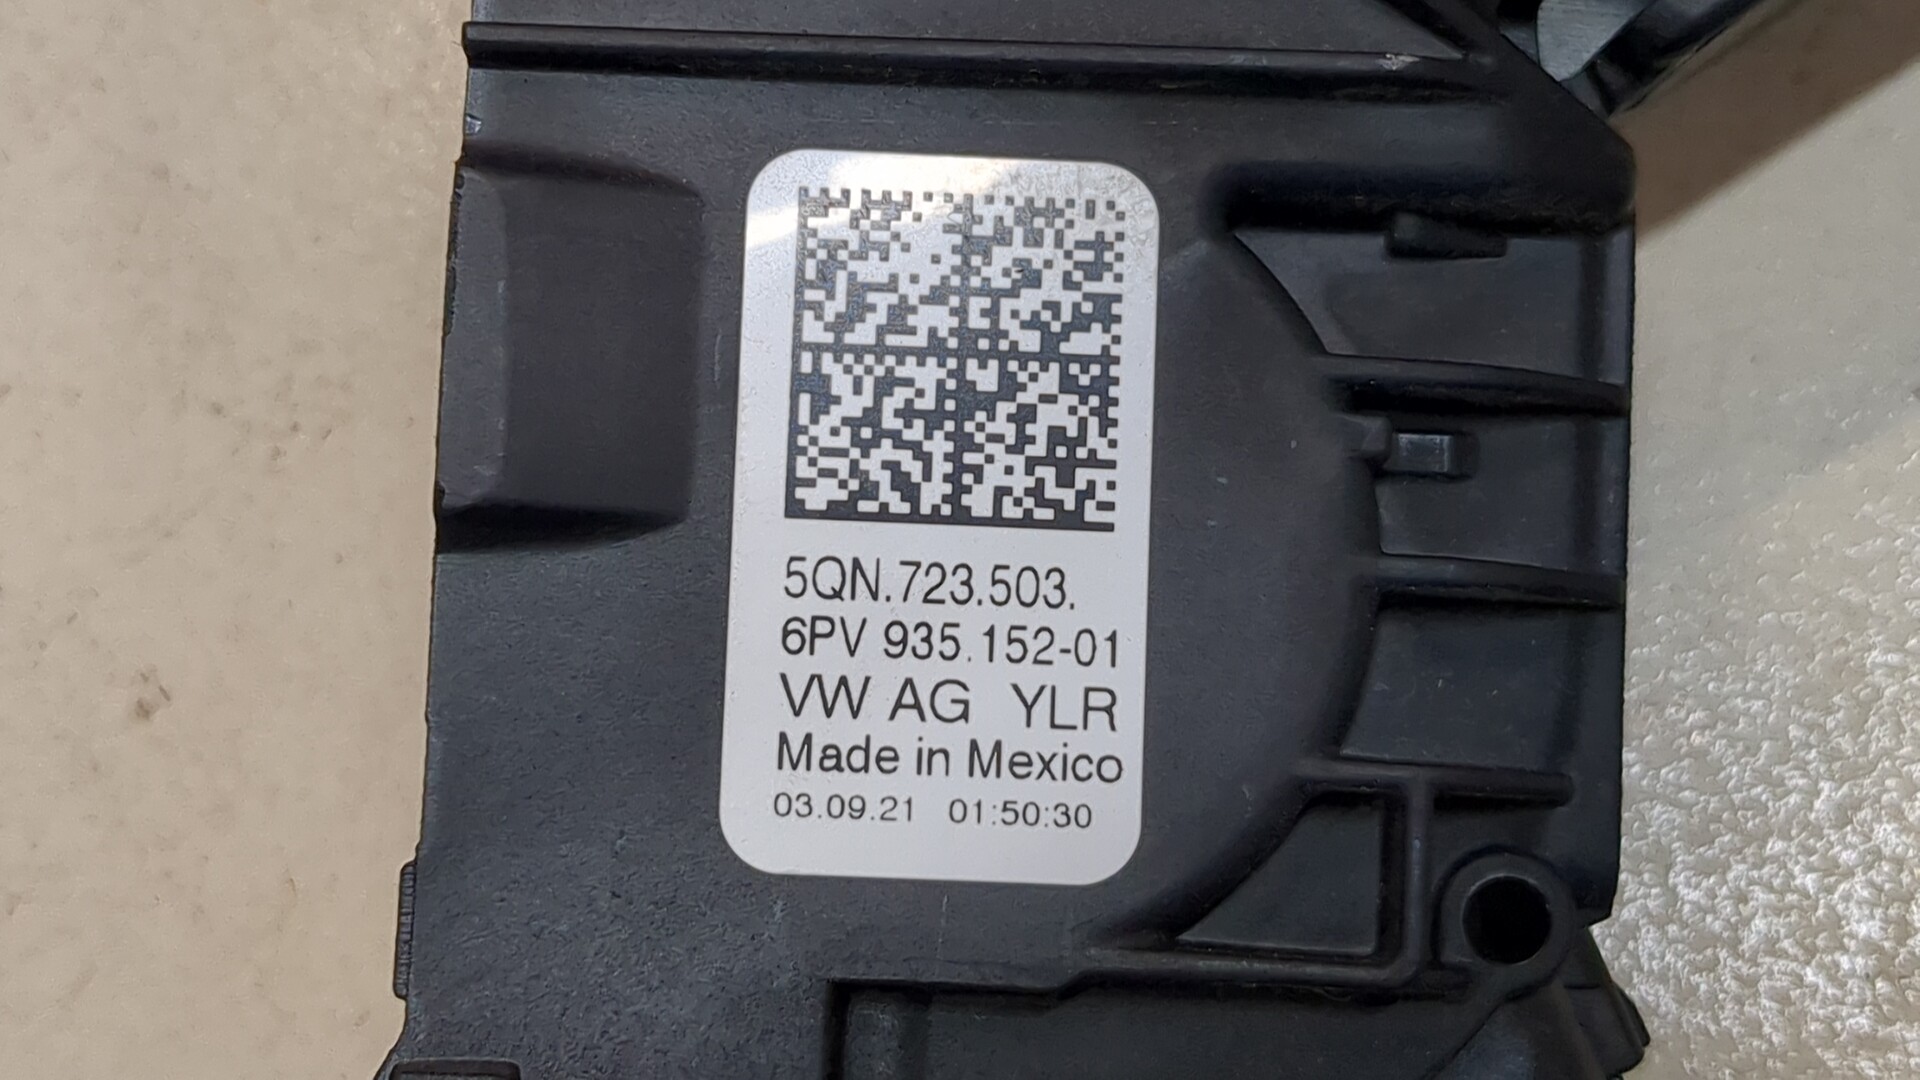 5QN.723.503.
6PV 935.152-01
VW AG YLR
Made in Mexico
03.09.21 01:50:30